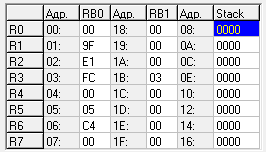 Адр. RB0 Адр. RB1 Адр. Stack
R0 00: 00 18: 00 08: 0000
R1 01: 9F 19: 00 0A: 0000
R2 02: E1 1A: 00 0C: 0000
R3 03: FC 1B: 03 0E: 0000
R4 04: 00 1C: 00 10: 0000
R5 05: 05 1D: 00 12: 0000
R6 06: C4 1E: 00 14: 0000
R7 07: 00 1F: 00 16: 0000